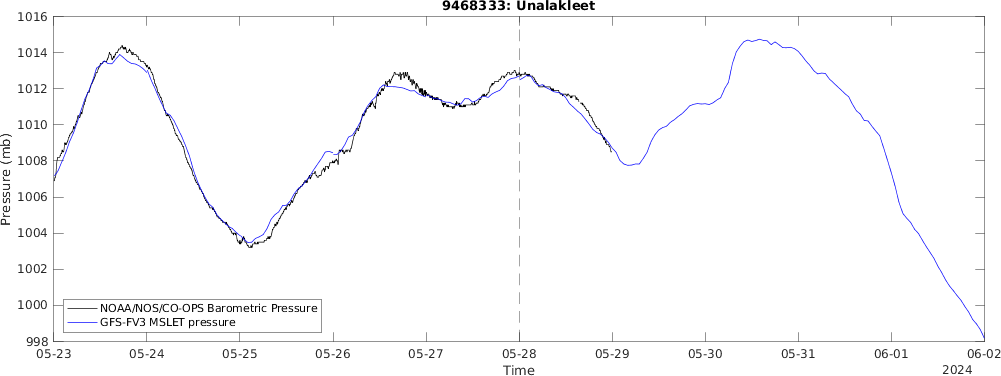 9468333: Unalakleet
1016
1014
1012
1010
1008
1006
1004
1002
1000
998
Pressure (mb)
NOAA/NOS/CO-OPS Barometric Pressure
GFS-FV3 MSLET pressure
05-23 05-24 05-25 05-26 05-27 05-28 05-29 05-30 05-31 06-01 06-02
Time
2024